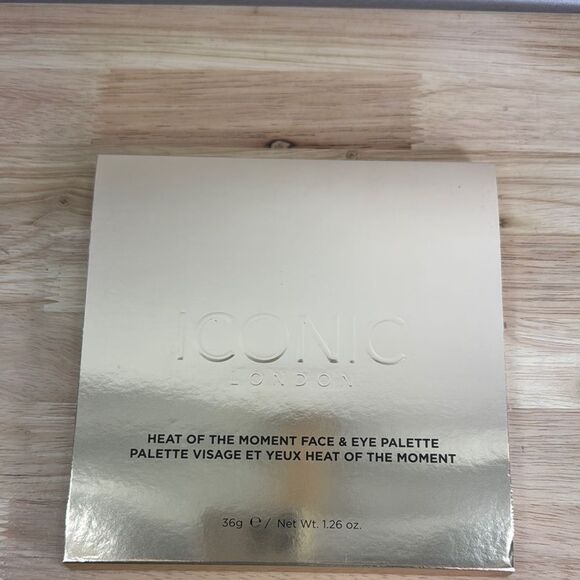 ICONIC
LONDON
HEAT OF THE MOMENT FACE & EYE PALETTE
PALETTE VISAGE ET YEUX HEAT OF THE MOMENT
36g ℮ / Net Wt. 1.26 oz.